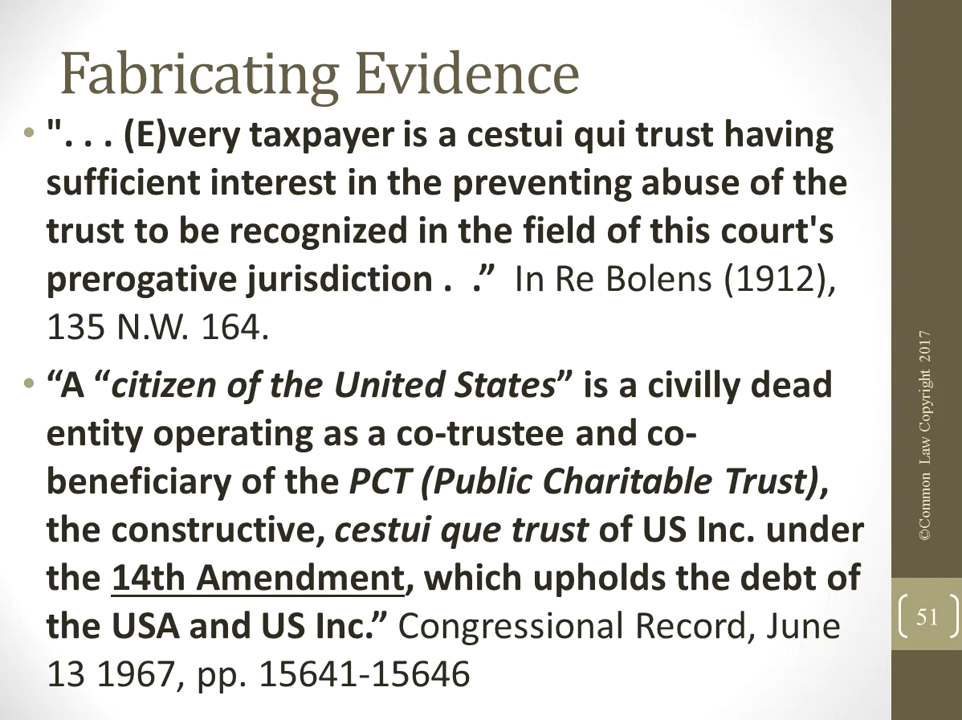 Fabricating Evidence
• ". . . (E)very taxpayer is a cestui qui trust having
sufficient interest in the preventing abuse of the
trust to be recognized in the field of this court's
prerogative jurisdiction . .” In Re Bolens (1912),
135 N.W. 164.
• “A “citizen of the United States” is a civilly dead
entity operating as a co-trustee and co-
beneficiary of the PCT (Public Charitable Trust),
the constructive, cestui que trust of US Inc. under
the 14th Amendment, which upholds the debt of
the USA and US Inc.” Congressional Record, June
13 1967, pp. 15641-15646
©Common Law Copyright 2017
51